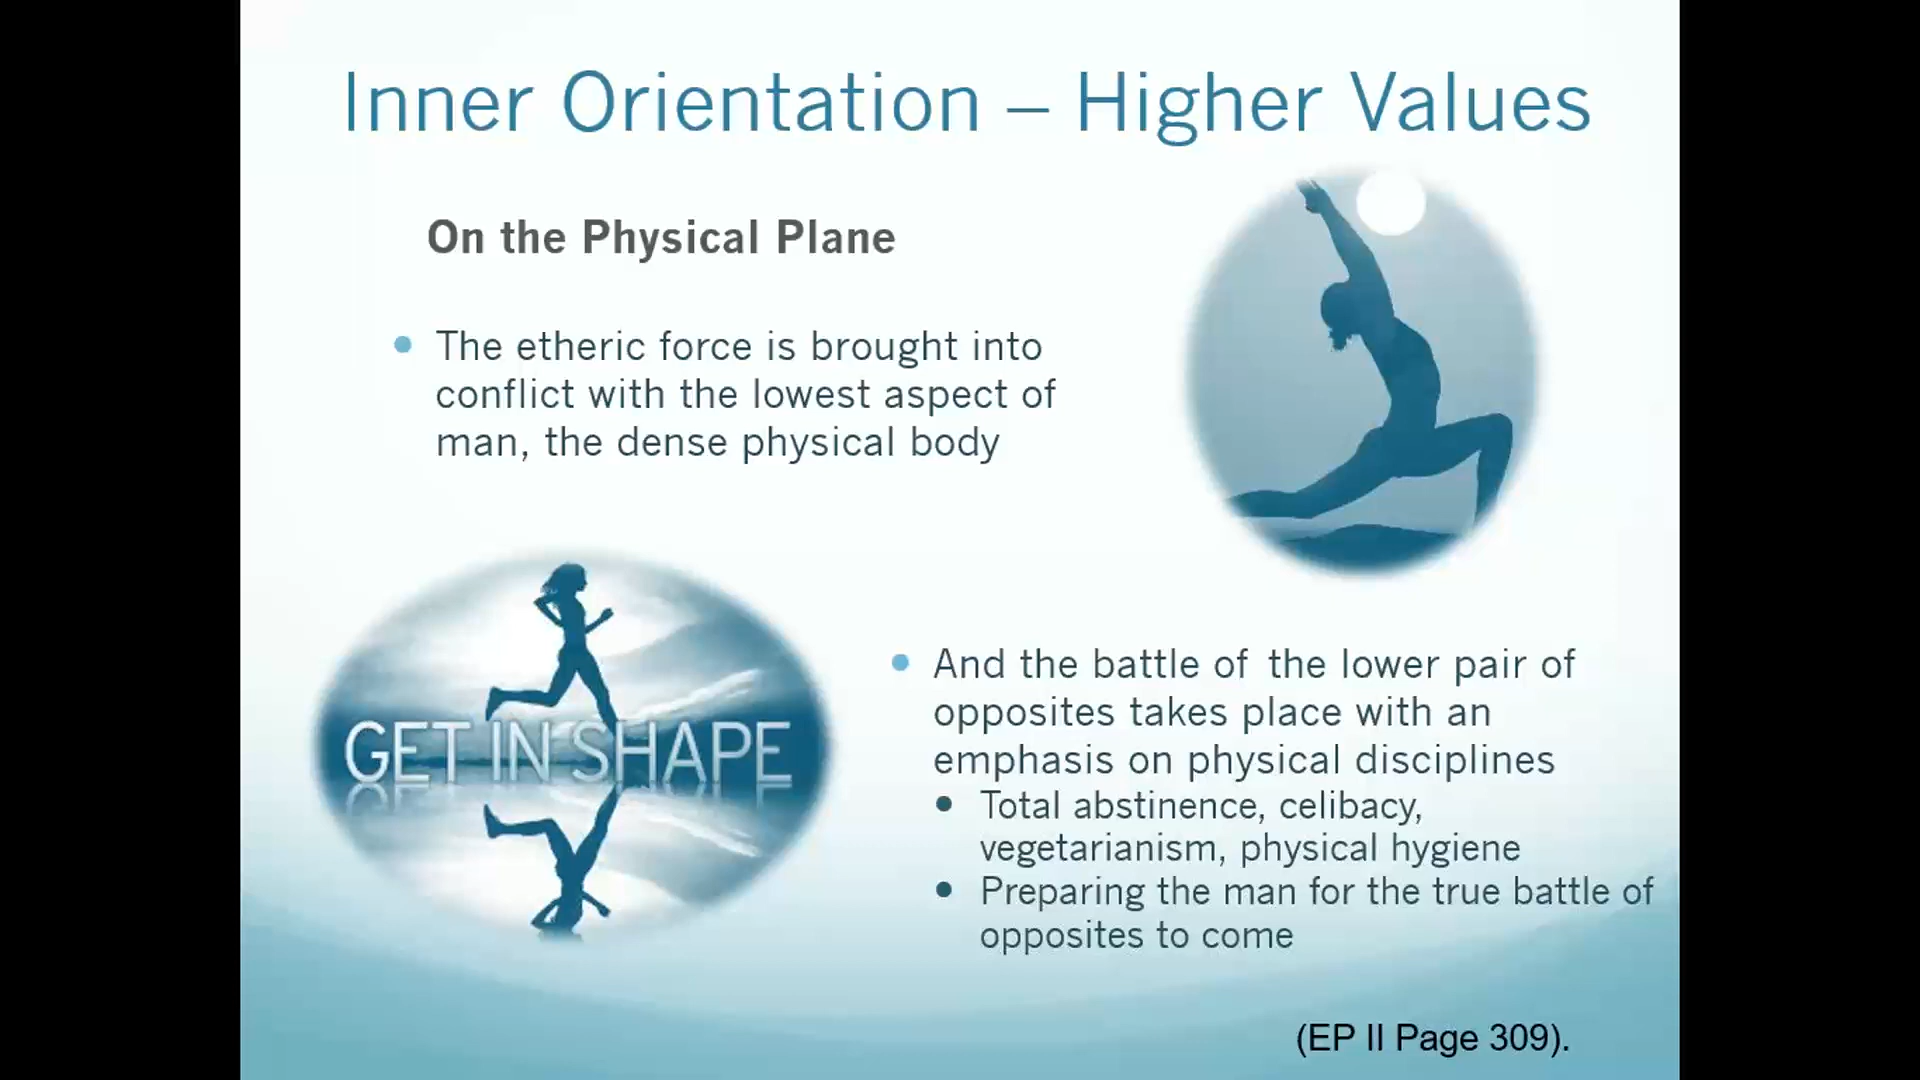 Inner Orientation – Higher Values
On the Physical Plane
• The etheric force is brought into
conflict with the lowest aspect of
man, the dense physical body
GET IN SHAPE
• And the battle of the lower pair of
opposites takes place with an
emphasis on physical disciplines
• Total abstinence, celibacy,
vegetarianism, physical hygiene
• Preparing the man for the true battle of
opposites to come
(EP II Page 309).